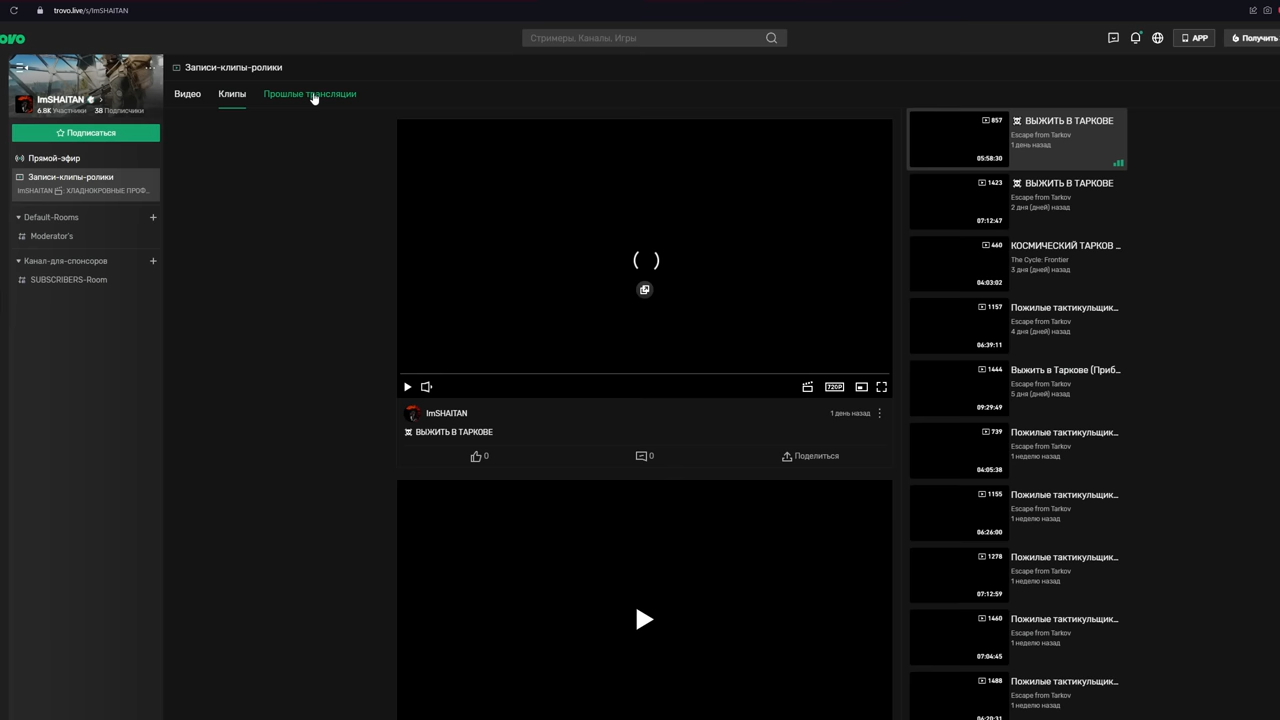 trovo.live/s/ImSHAITAN
ovo
Стримеры, Каналы, Игры
APP
Получить
ImSHAITAN
6.8K Участники 38 Подписчики
Подписаться
Прямой-эфир
Записи-клипы-ролики
ImSHAITAN ХЛАДНОКРОВНЫЕ ПРОФ...
Default-Rooms
Moderator's
Канал-для-спонсоров
SUBSCRIBERS-Room
Записи-клипы-ролики
Видео Клипы Прошлые трансляции
720P
ImSHAITAN
1 день назад
ВЫЖИТЬ В ТАРКОВЕ
0
0
Поделиться
857
05:58:30
ВЫЖИТЬ В ТАРКОВЕ
Escape from Tarkov
1 день назад
1423
07:12:47
ВЫЖИТЬ В ТАРКОВЕ
Escape from Tarkov
2 дня (дней) назад
460
04:03:02
КОСМИЧЕСКИЙ ТАРКОВ ...
The Cycle: Frontier
3 дня (дней) назад
1157
06:39:11
Пожилые тактикульщик...
Escape from Tarkov
4 дня (дней) назад
1444
09:29:49
Выжить в Таркове (Приб...
Escape from Tarkov
5 дня (дней) назад
739
04:05:38
Пожилые тактикульщик...
Escape from Tarkov
1 неделю назад
1155
06:26:00
Пожилые тактикульщик...
Escape from Tarkov
1 неделю назад
1278
07:12:59
Пожилые тактикульщик...
Escape from Tarkov
1 неделю назад
1460
07:04:45
Пожилые тактикульщик...
Escape from Tarkov
1 неделю назад
1488
06:20:31
Пожилые тактикульщик...
Escape from Tarkov
1 неделю назад